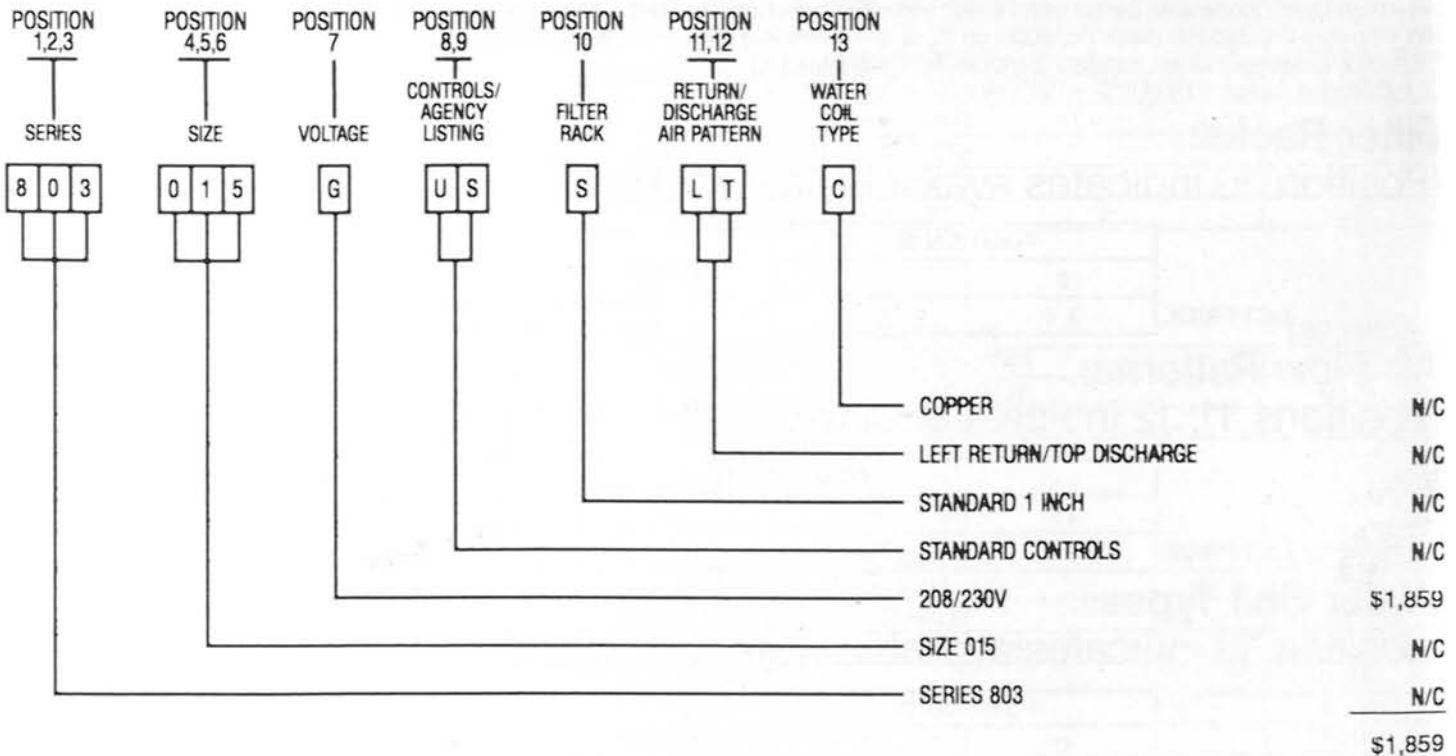 POSITION POSITION POSITION POSITION POSITION POSITION POSITION
1,2,3 4,5,6 7 8,9 10 11,12 13
SERIES SIZE VOLTAGE CONTROLS/ AGENCY LISTING FILTER RACK RETURN/ DISCHARGE AIR PATTERN WATER COIL TYPE
8 0 3 0 1 5 G U S S L T C
COPPER N/C
LEFT RETURN/TOP DISCHARGE N/C
STANDARD 1 INCH N/C
STANDARD CONTROLS N/C
208/230V $1,859
SIZE 015 N/C
SERIES 803 N/C
$1,859